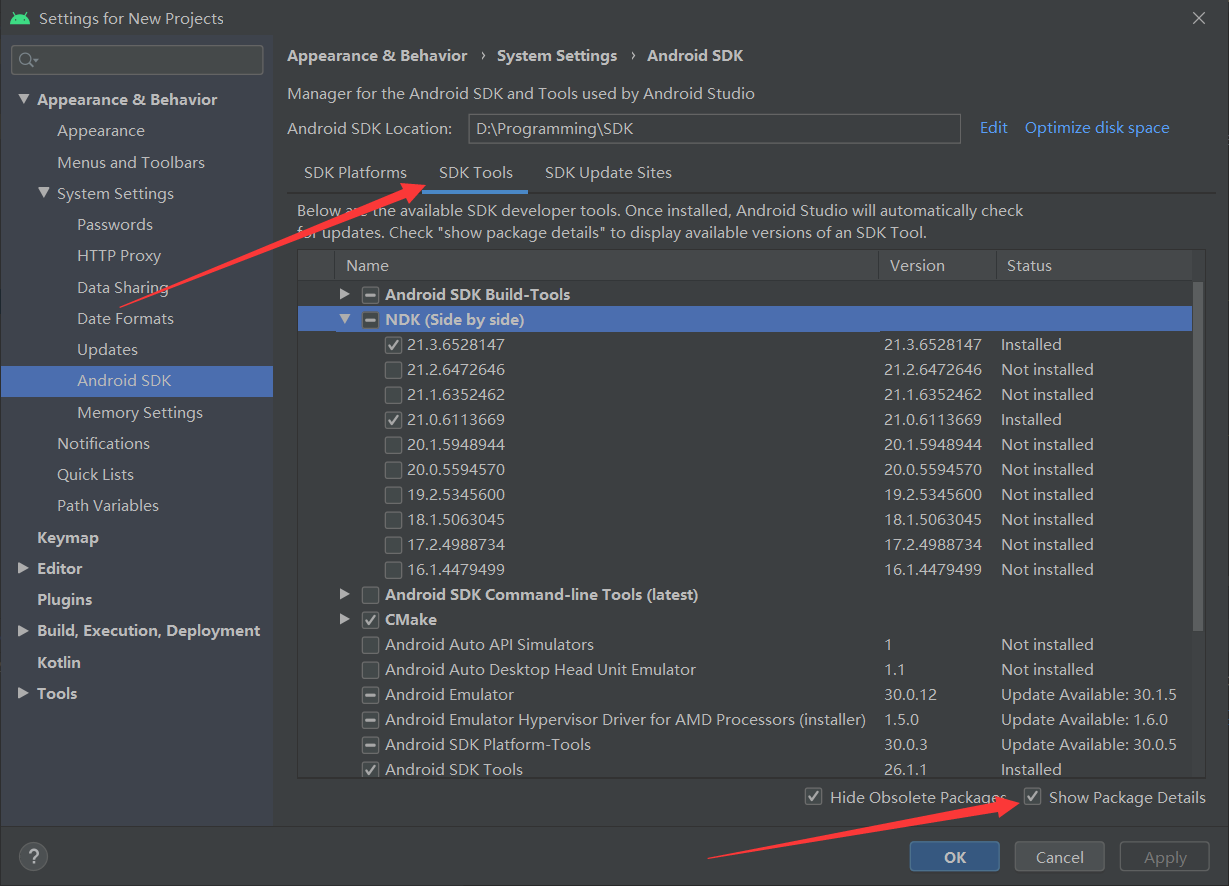 Settings for New Projects
Appearance & Behavior
Appearance
Menus and Toolbars
System Settings
Passwords
HTTP Proxy
Data Sharing
Date Formats
Updates
Android SDK
Memory Settings
Notifications
Quick Lists
Path Variables
Keymap
Editor
Plugins
Build, Execution, Deployment
Kotlin
Tools
Appearance & Behavior › System Settings › Android SDK
Manager for the Android SDK and Tools used by Android Studio
Android SDK Location: D:\Programming\SDK Edit Optimize disk space
SDK Platforms SDK Tools SDK Update Sites
Below are the available SDK developer tools. Once installed, Android Studio will automatically check
for updates. Check "show package details" to display available versions of an SDK Tool.
Name Version Status
Android SDK Build-Tools
NDK (Side by side)
21.3.6528147 21.3.6528147 Installed
21.2.6472646 21.2.6472646 Not installed
21.1.6352462 21.1.6352462 Not installed
21.0.6113669 21.0.6113669 Installed
20.1.5948944 20.1.5948944 Not installed
20.0.5594570 20.0.5594570 Not installed
19.2.5345600 19.2.5345600 Not installed
18.1.5063045 18.1.5063045 Not installed
17.2.4988734 17.2.4988734 Not installed
16.1.4479499 16.1.4479499 Not installed
Android SDK Command-line Tools (latest)
CMake
Android Auto API Simulators 1 Not installed
Android Auto Desktop Head Unit Emulator 1.1 Not installed
Android Emulator 30.0.12 Update Available: 30.1.5
Android Emulator Hypervisor Driver for AMD Processors (installer) 1.5.0 Update Available: 1.6.0
Android SDK Platform-Tools 30.0.3 Update Available: 30.0.5
Android SDK Tools 26.1.1 Installed
Hide Obsolete Packages Show Package Details
? OK Cancel Apply